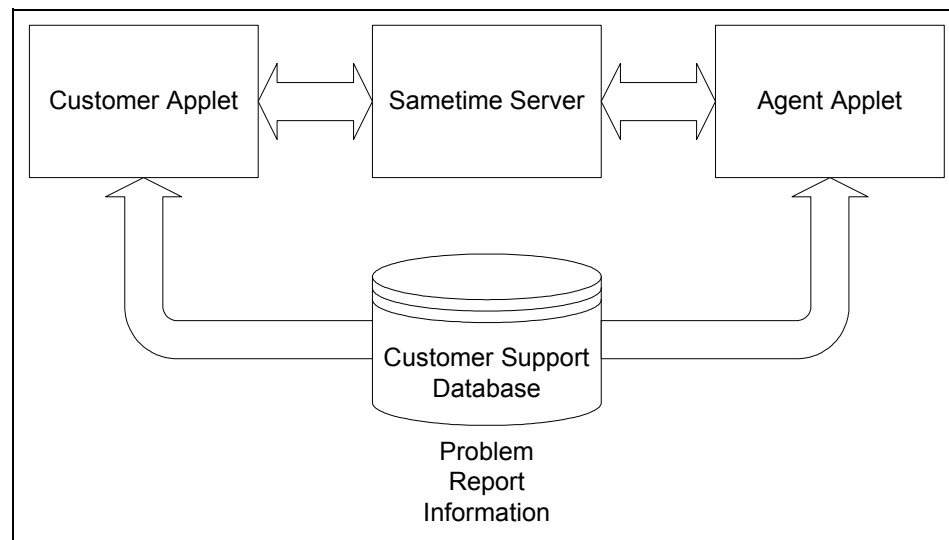 Customer Applet
Sametime Server
Agent Applet
Customer Support
Database
Problem
Report
Information